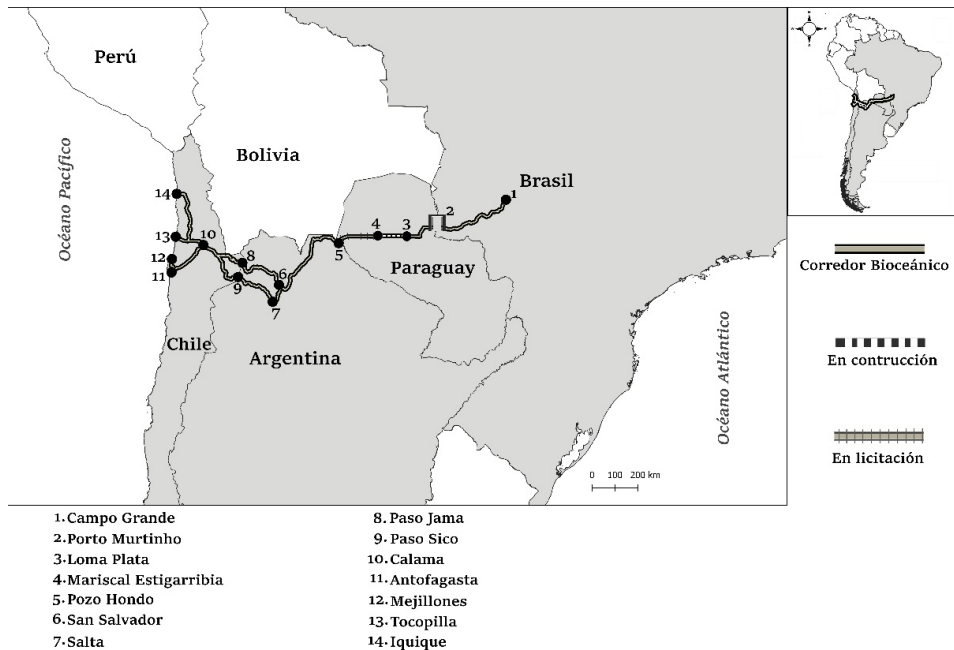 Perú
Bolivia
Brasil
Paraguay
Chile
Argentina
Océano Pacífico
Océano Atlántico
14
13
12
11
10
9
8
7
6
5
4
3
2
1
0 100 200 km
Corredor Bioceánico
En contrucción
En licitación
1. Campo Grande
2. Porto Murtinho
3. Loma Plata
4. Mariscal Estigarribia
5. Pozo Hondo
6. San Salvador
7. Salta
8. Paso Jama
9. Paso Sico
10. Calama
11. Antofagasta
12. Mejillones
13. Tocopilla
14. Iquique